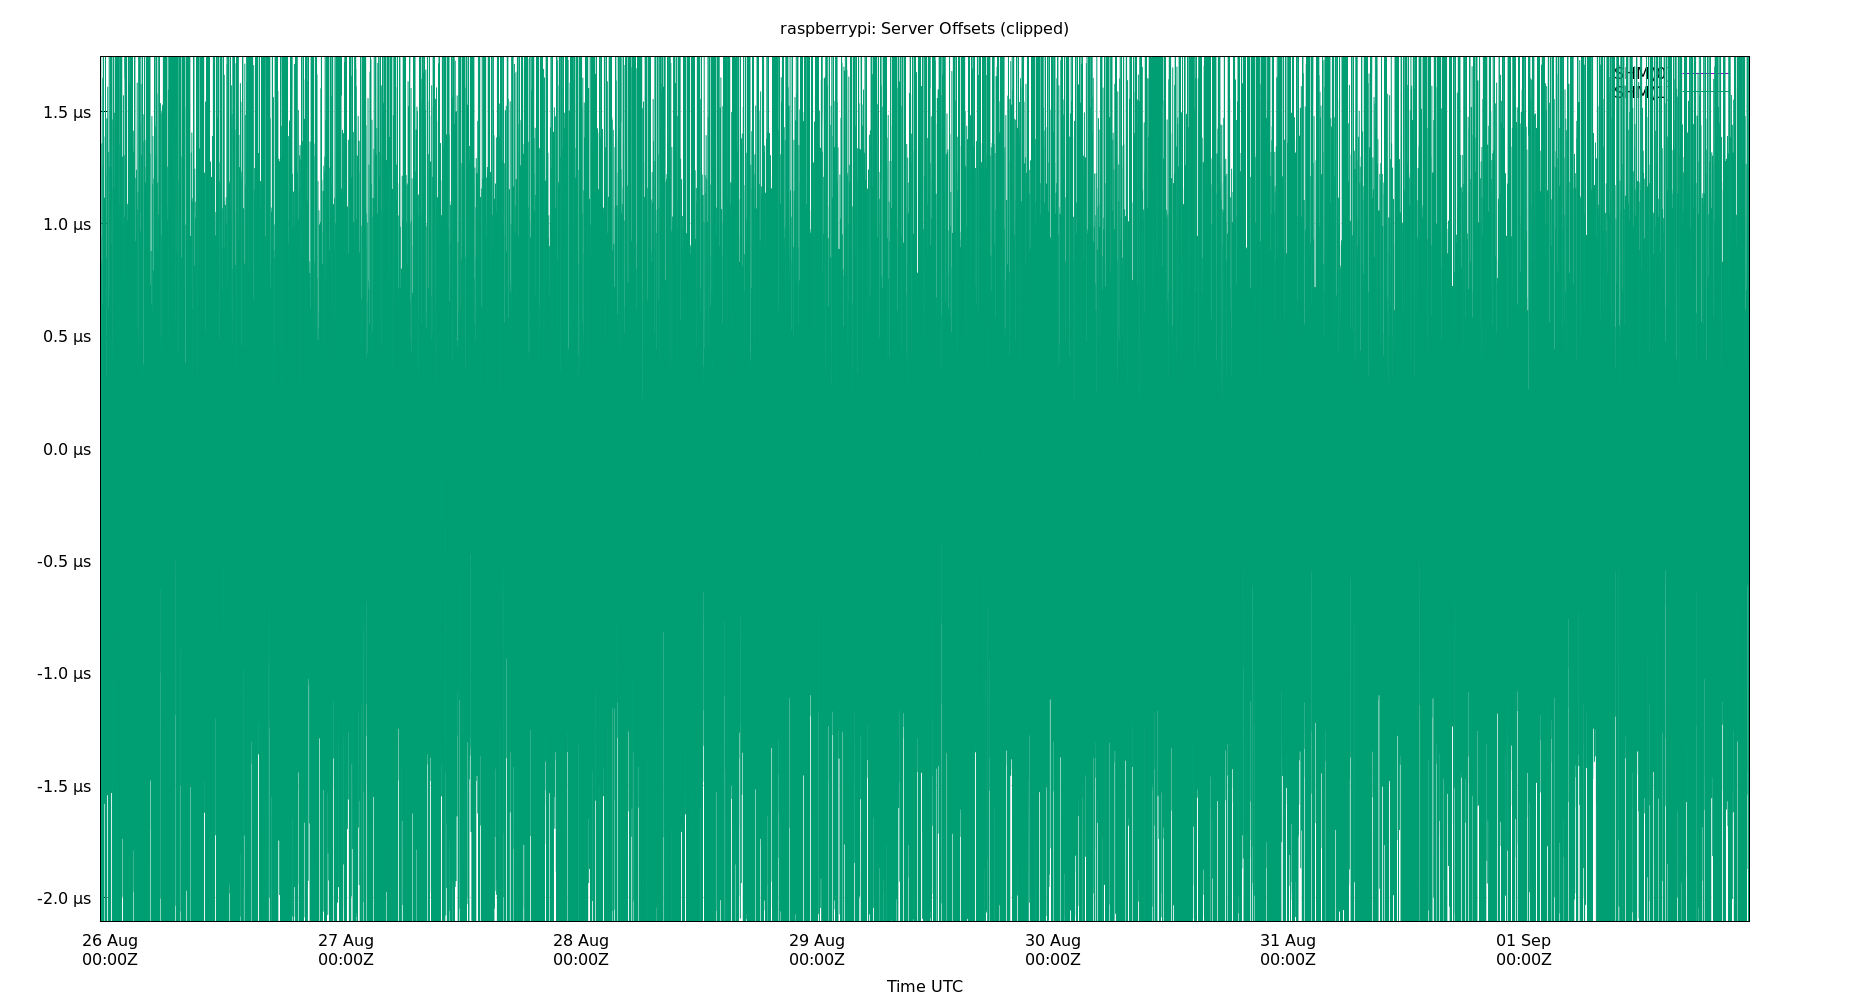 raspberrypi: Server Offsets (clipped)
SHM(0)
SHM(1)
1.5 µs
1.0 µs
0.5 µs
0.0 µs
-0.5 µs
-1.0 µs
-1.5 µs
-2.0 µs
26 Aug
00:00Z
27 Aug
00:00Z
28 Aug
00:00Z
29 Aug
00:00Z
30 Aug
00:00Z
31 Aug
00:00Z
01 Sep
00:00Z
Time UTC